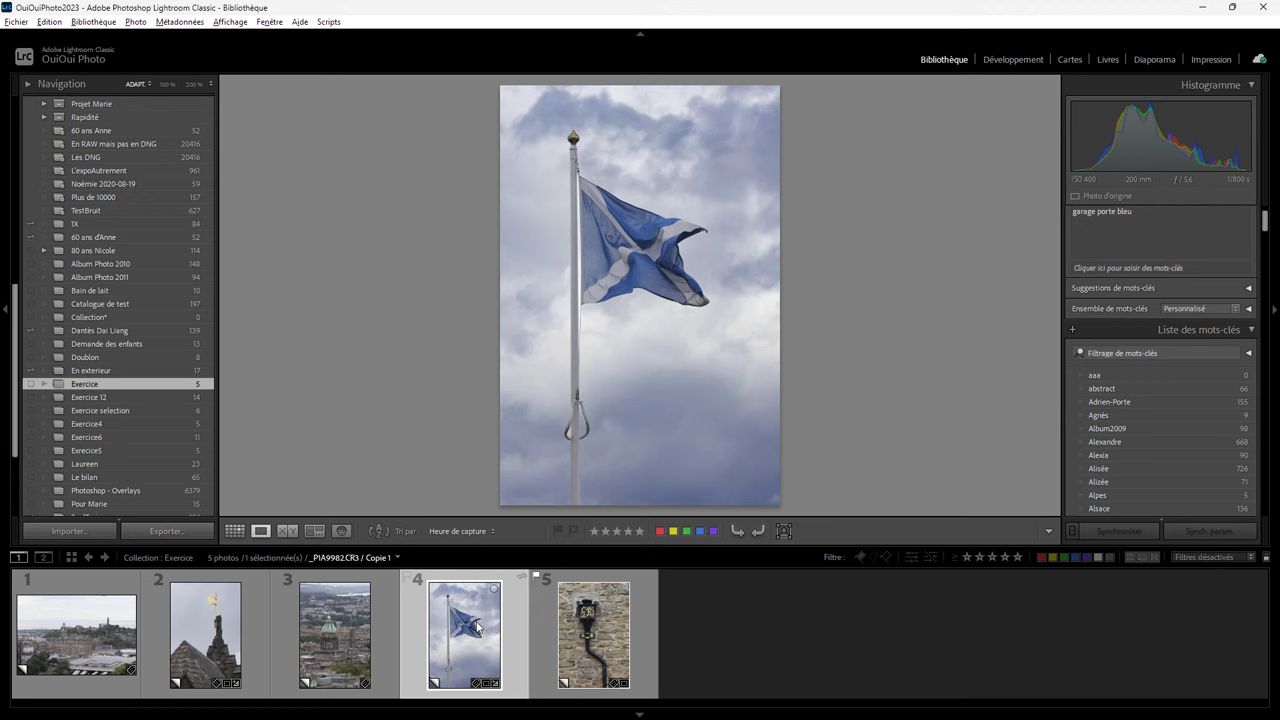 OuiOuiPhoto2023 - Adobe Photoshop Lightroom Classic - Bibliothèque
Fichier Edition Bibliothèque Photo Métadonnées Affichage Fenêtre Aide Scripts
Lrc Adobe Lightroom Classic
OuiOui Photo
Bibliothèque Développement Cartes Livres Diaporama Impression
Navigation ADAPT. 100 % 200 %
Projet Marie
Rapidité
60 ans Anne 52
En RAW mais pas en DNG 20416
Les DNG 20416
L'expoAutrement 961
Noémie 2020-08-19 59
Plus de 10000 157
TestBruit 627
1X 84
60 ans d'Anne 52
80 ans Nicole 114
Album Photo 2010 148
Album Photo 2011 94
Bain de lait 10
Catalogue de test 197
Collection* 0
Dantès Dai Liang 139
Demande des enfants 13
Doublon 8
En exterieur 17
Exercice 5
Exercice 12 14
Exercice selection 6
Exercice4 5
Exercice6 11
Exrecice5 5
Laureen 23
Le bilan 65
Photoshop - Overlays 6379
Pour Marie 15
Importer... Exporter...
Histogramme
ISO 400 200 mm ƒ / 5,6 1/800 s
Photo d'origine
garage porte bleu
Cliquer ici pour saisir des mots-clés
Suggestions de mots-clés
Ensemble de mots-clés Personnalisé
Liste des mots-clés
Filtrage de mots-clés
aaa 0
abstract 66
Adrien-Porte 155
Agnès 9
Album2009 98
Alexandre 668
Alexia 90
Alisée 726
Alizée 71
Alpes 5
Alsace 136
Synchroniser Synch. param.
XY Tri par : Heure de capture
1 2 Collection : Exercice 5 photos / 1 sélectionnée(s) / _P1A9982.CR3 / Copie 1 Filtre : Filtres désactivés
1 2 3 4 5